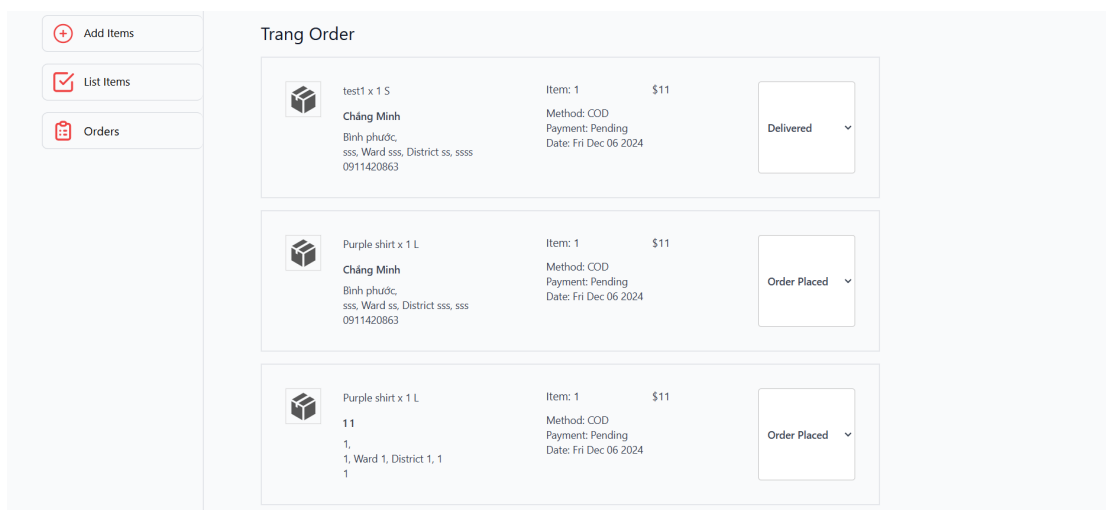 Add Items
List Items
Orders
Trang Order
test1 x 1 S
Chảng Minh
Bình phước,
sss, Ward sss, District ss, ssss
0911420863
Item: 1
Method: COD
Payment: Pending
Date: Fri Dec 06 2024
$11
Delivered
Purple shirt x 1 L
Chảng Minh
Bình phước,
sss, Ward ss, District sss, sss
0911420863
Item: 1
Method: COD
Payment: Pending
Date: Fri Dec 06 2024
$11
Order Placed
Purple shirt x 1 L
1 1
1,
1, Ward 1, District 1, 1
1
Item: 1
Method: COD
Payment: Pending
Date: Fri Dec 06 2024
$11
Order Placed